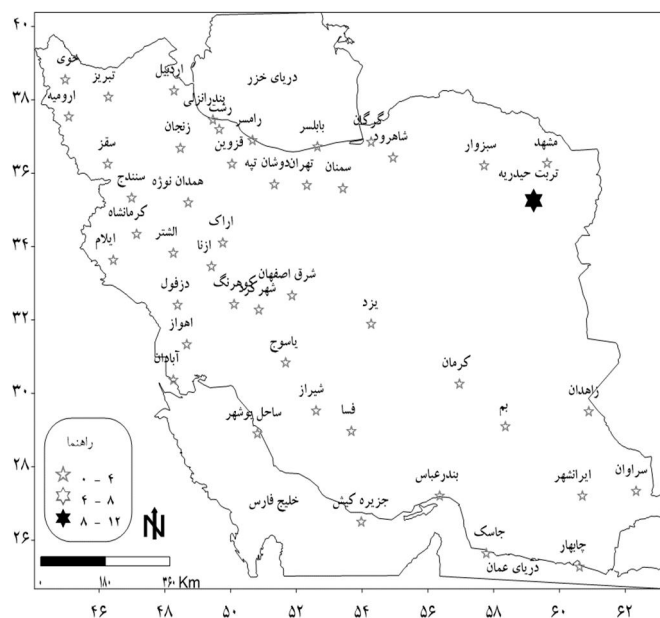 ۴۰
خوی
تبریز
اردبیل
دریای خزر
بندرانزلی
ارومیه
رشت
رامسر
گرگان
۳۸
بابلسر
شاهرود
سقز
زنجان
قزوین
سبزوار
مشهد
۳۶
سنندج
همدان نوژه
دوشان تپه
تهران
سمنان
تربت حیدریه
کرمانشاه
اراک
۳۴
ایلام
الشتر
ازنا
شرق اصفهان
دزفول
کوهرنگ
شهرکرد
۳۲
اهواز
یزد
آبادان
یاسوج
کرمان
۳۰
شیراز
فسا
بم
زاهدان
ساحل بوشهر
راهنما
۰ - ۴
۴ - ۸
۸ - ۱۲
۲۸
خلیج فارس
جزیره کیش
بندرعباس
ایرانشهر
سراوان
۲۶
جاسک
چابهار
دریای عمان
۰ ۱۸۰ ۳۶۰ Km
۴۶ ۴۸ ۵۰ ۵۲ ۵۴ ۵۶ ۵۸ ۶۰ ۶۲